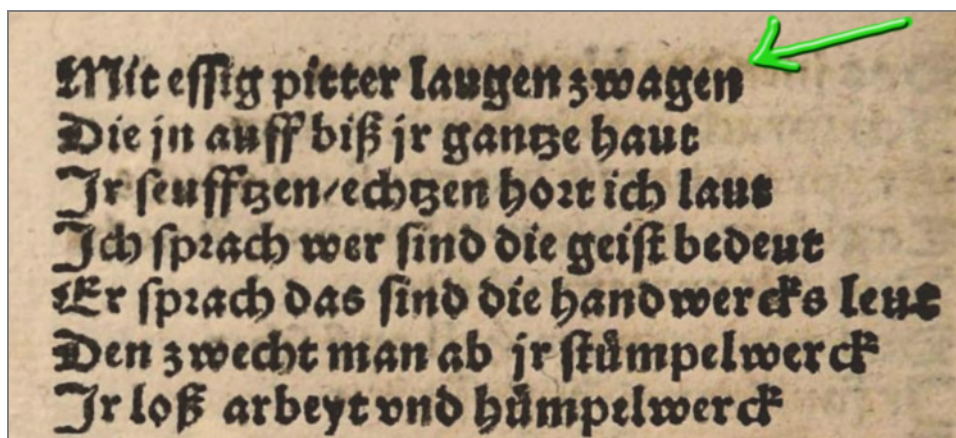 Mit essig pitter laugen zwagen
Die jn auff biß jr gantze haut
Jr seufftzen/echtzen hort ich laut
Jch sprach wer sind die geist bedeut
Er sprach das sind die handwercks leut
Den zwecht man ab jr stůmpelwerck
Jr loß arbeyt vnd hůmpelwerck